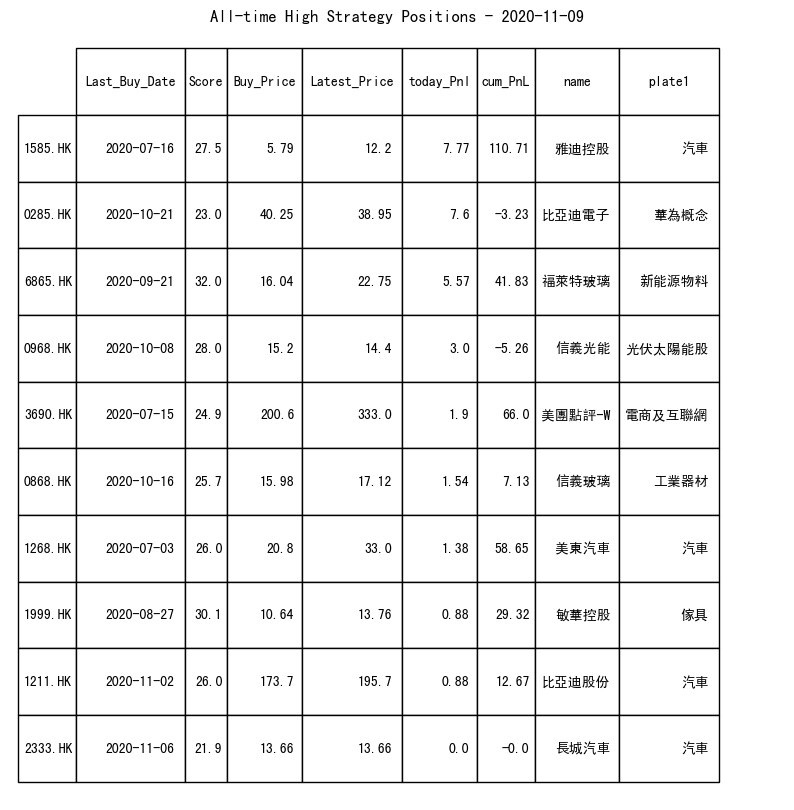 All-time High Strategy Positions - 2020-11-09
Last_Buy_Date Score Buy_Price Latest_Price today_Pnl cum_PnL name plate1
1585.HK 2020-07-16 27.5 5.79 12.2 7.77 110.71 雅迪控股 汽車
0285.HK 2020-10-21 23.0 40.25 38.95 7.6 -3.23 比亞迪電子 華為概念
6865.HK 2020-09-21 32.0 16.04 22.75 5.57 41.83 福萊特玻璃 新能源物料
0968.HK 2020-10-08 28.0 15.2 14.4 3.0 -5.26 信義光能 光伏太陽能股
3690.HK 2020-07-15 24.9 200.6 333.0 1.9 66.0 美團點評-W 電商及互聯網
0868.HK 2020-10-16 25.7 15.98 17.12 1.54 7.13 信義玻璃 工業器材
1268.HK 2020-07-03 26.0 20.8 33.0 1.38 58.65 美東汽車 汽車
1999.HK 2020-08-27 30.1 10.64 13.76 0.88 29.32 敏華控股 傢具
1211.HK 2020-11-02 26.0 173.7 195.7 0.88 12.67 比亞迪股份 汽車
2333.HK 2020-11-06 21.9 13.66 13.66 0.0 -0.0 長城汽車 汽車